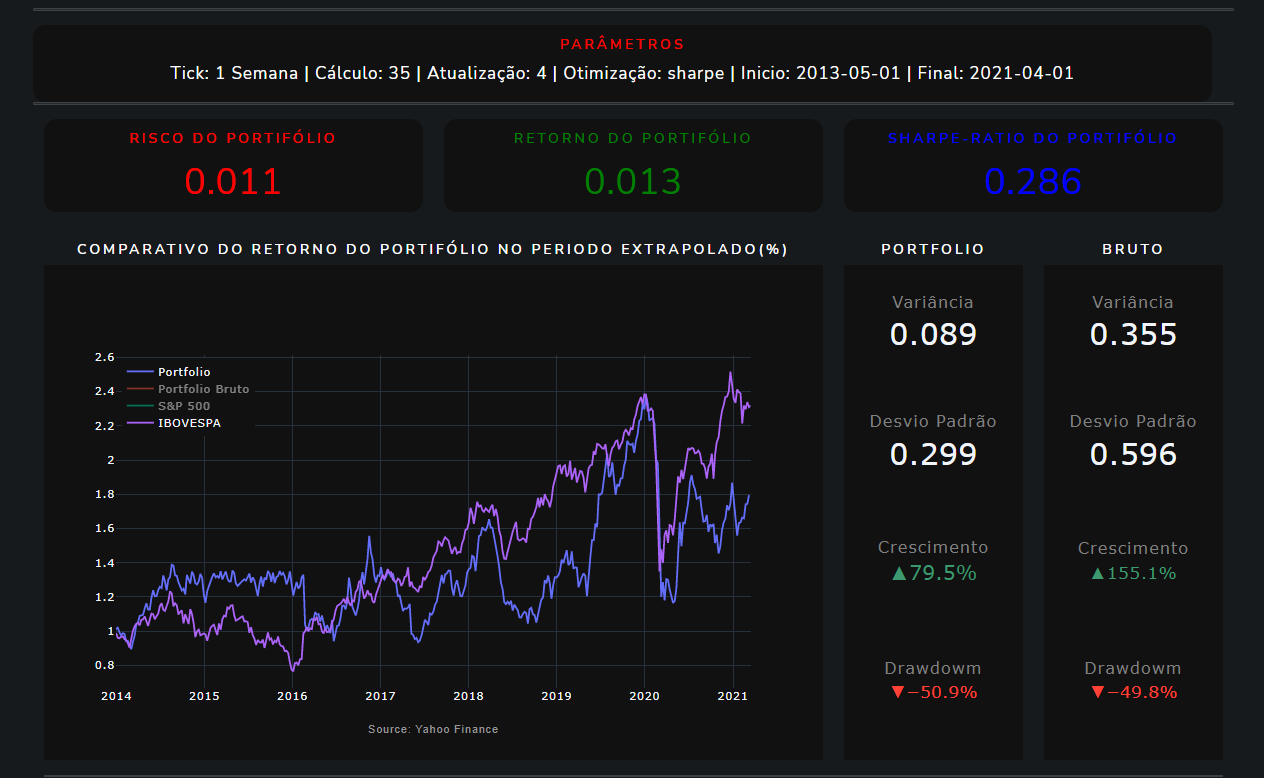 PARÂMETROS
Tick: 1 Semana | Cálculo: 35 | Atualização: 4 | Otimização: sharpe | Inicio: 2013-05-01 | Final: 2021-04-01
RISCO DO PORTIFÓLIO
0.011
RETORNO DO PORTIFÓLIO
0.013
SHARPE-RATIO DO PORTIFÓLIO
0.286
COMPARATIVO DO RETORNO DO PORTIFÓLIO NO PERIODO EXTRAPOLADO(%)
2.6
2.4
2.2
2
1.8
1.6
1.4
1.2
1
0.8
Portfolio
Portfolio Bruto
S&P 500
IBOVESPA
2014 2015 2016 2017 2018 2019 2020 2021
Source: Yahoo Finance
PORTFOLIO
Variância
0.089
Desvio Padrão
0.299
Crescimento
▲79.5%
Drawdowm
▼−50.9%
BRUTO
Variância
0.355
Desvio Padrão
0.596
Crescimento
▲155.1%
Drawdowm
▼−49.8%